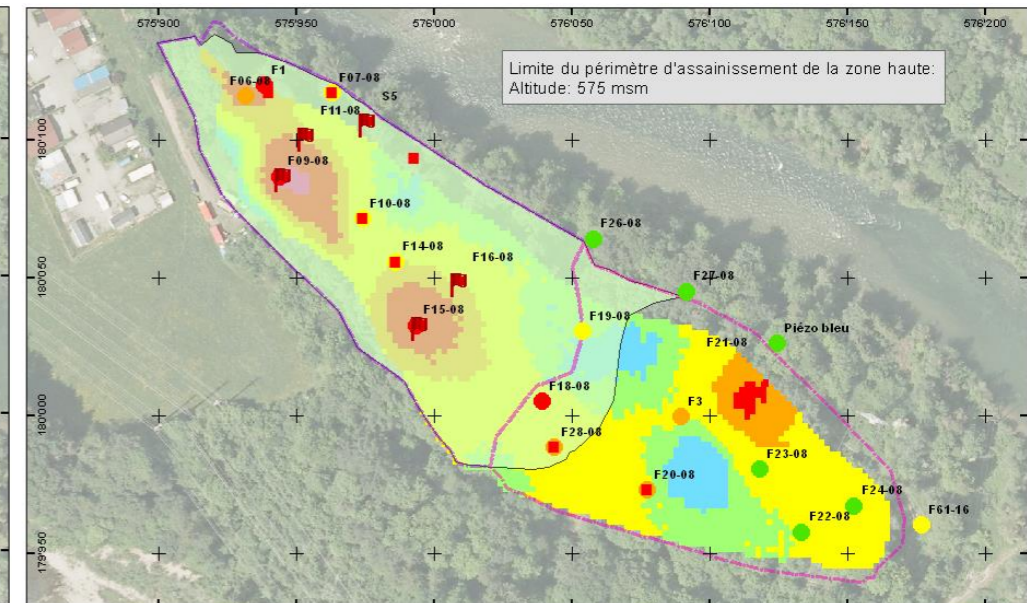 575'900 575'950 576'000 576'050 576'100 576'150 576'200
Limite du périmètre d'assainissement de la zone haute:
Altitude: 575 msm
F1
F06-08
F07-08
S5
F11-08
180'100
F09-08
F10-08
F26-08
F14-08
F16-08
180'050
F27-08
F15-08
F19-08
Piézo bleu
F21-08
F18-08
F3
180'000
F28-08
F23-08
F20-08
F24-08
F22-08
F61-16
179'950